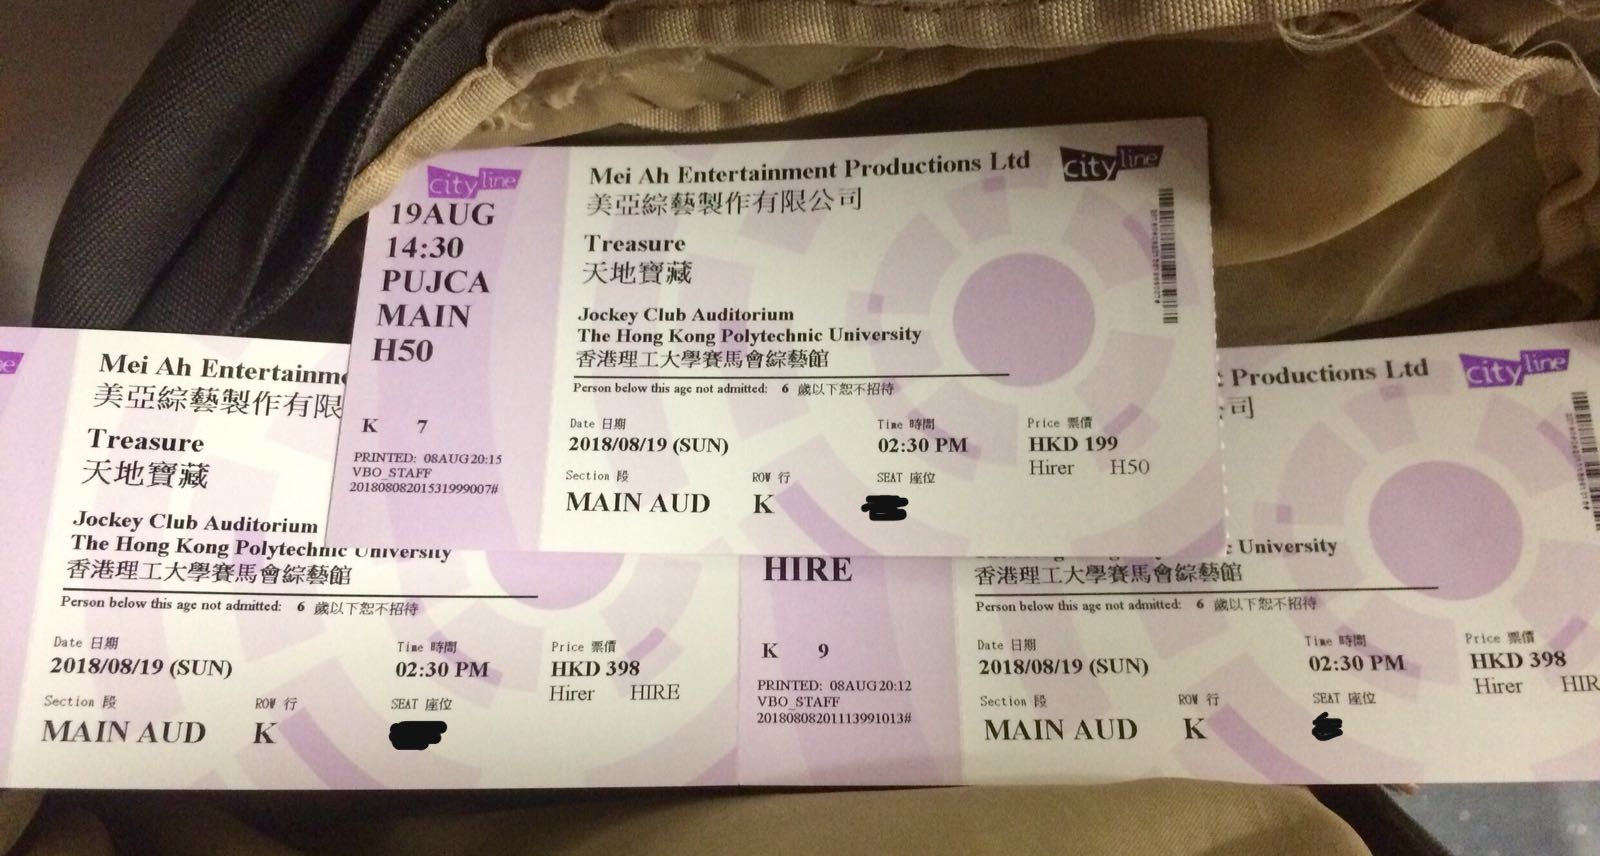 cityline
19AUG
14:30
PUJCA
MAIN
H50
K 7
PRINTED: 08AUG20:15
VBO_STAFF
20180808201531999007#
Mei Ah Entertainment Productions Ltd
cityline
美亞綜藝製作有限公司
Treasure
天地寶藏
Jockey Club Auditorium
The Hong Kong Polytechnic University
香港理工大學賽馬會綜藝館
Person below this age not admitted: 6 歲以下恕不招待
Date 日期 Time 時間 Price 票價
2018/08/19 (SUN) 02:30 PM HKD 199
Hirer H50
Section 段 ROW 行 SEAT 座位
MAIN AUD K
Mei Ah Entertainm
美亞綜藝製作有限
Treasure
天地寶藏
Jockey Club Auditorium
The Hong Kong Polytechnic University
香港理工大學賽馬會綜藝館
Person below this age not admitted: 6 歲以下恕不招待
Date 日期 Time 時間 Price 票價
2018/08/19 (SUN) 02:30 PM HKD 398
Hirer HIRE
Section 段 ROW 行 SEAT 座位
MAIN AUD K
HIRE
K 9
PRINTED: 08AUG20:12
VBO_STAFF
20180808201113991013#
Productions Ltd
cityline
司
University
香港理工大學賽馬會綜藝館
Person below this age not admitted: 6 歲以下恕不招待
Date 日期 Time 時間 Price 票價
2018/08/19 (SUN) 02:30 PM HKD 398
Hirer HIR
Section 段 ROW 行 SEAT 座位
MAIN AUD K